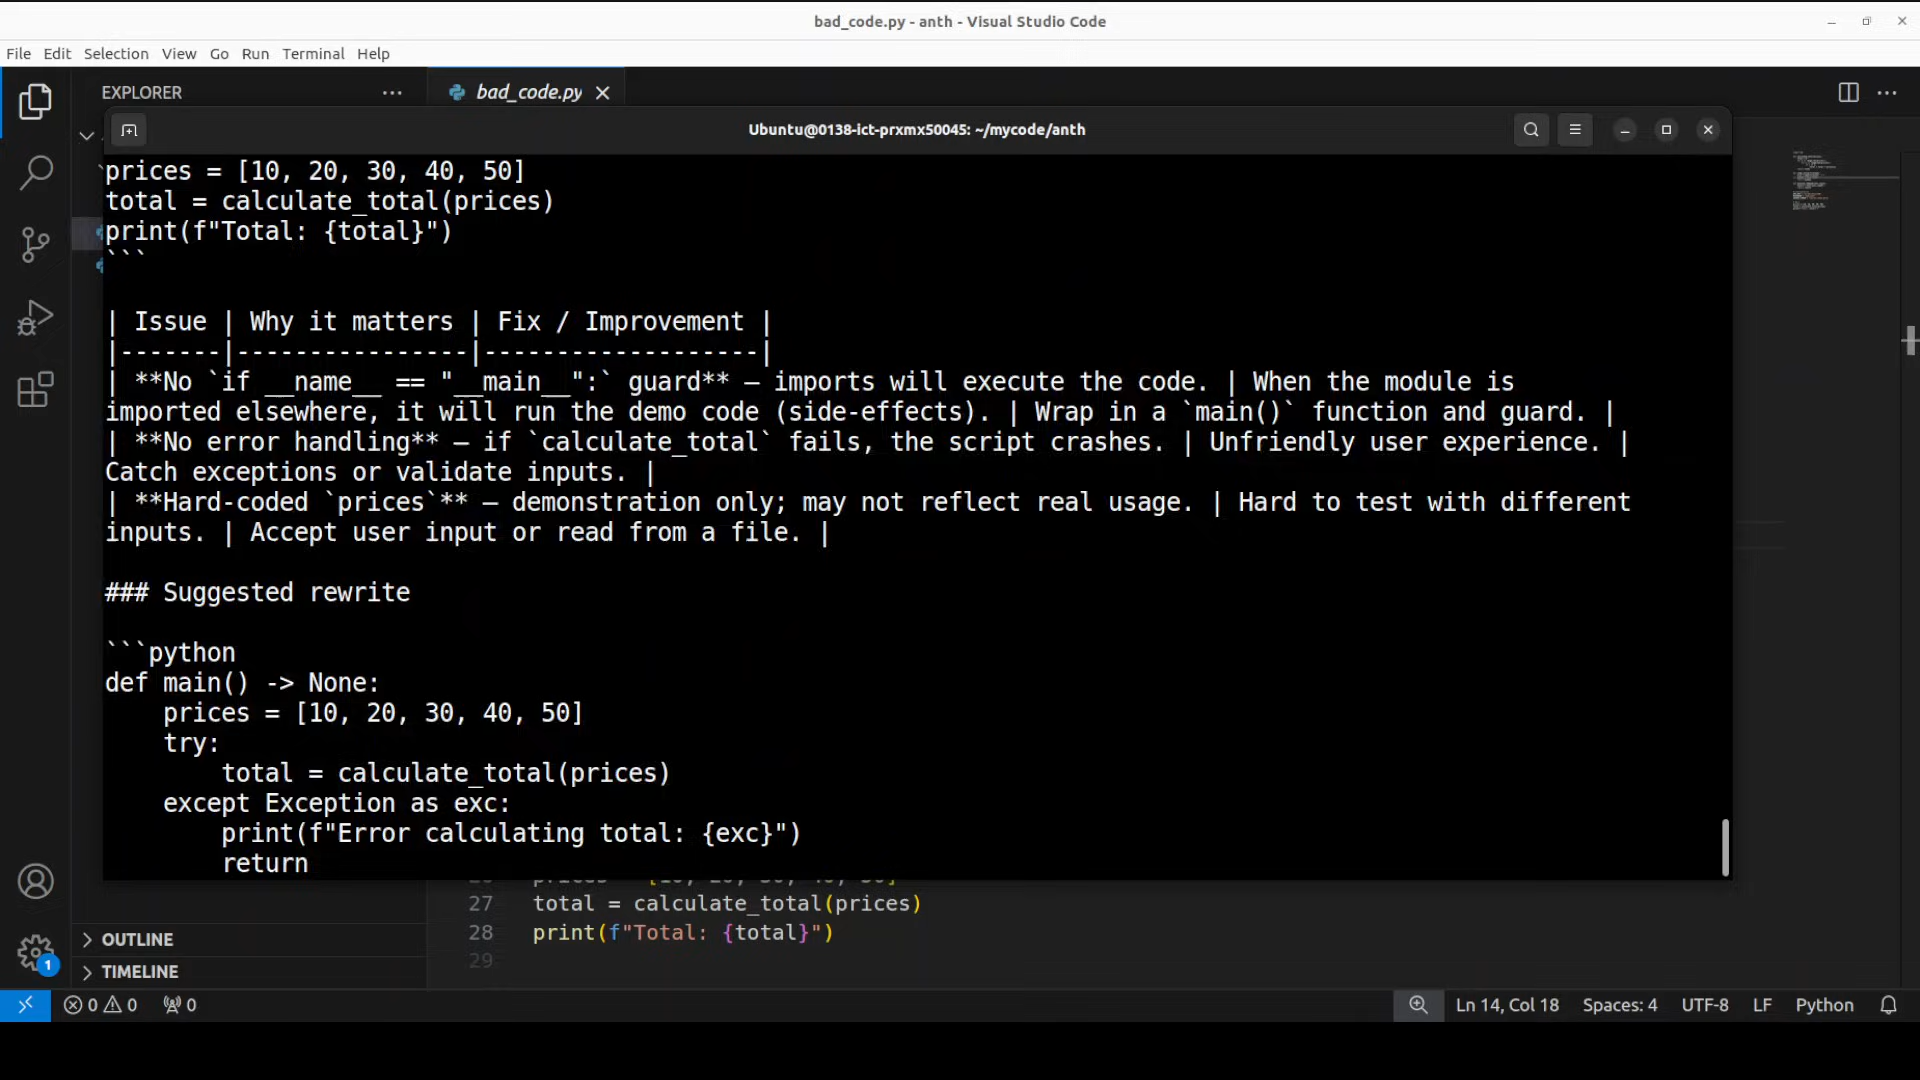 bad_code.py - anth - Visual Studio Code
File Edit Selection View Go Run Terminal Help
EXPLORER
bad_code.py
Ubuntu@0138-ict-prxmx50045: ~/mycode/anth
prices = [10, 20, 30, 40, 50]
total = calculate_total(prices)
print(f"Total: {total}")
```
| Issue | Why it matters | Fix / Improvement |
|-------|----------------|-------------------|
| **No `if __name__ == "__main__":` guard** – imports will execute the code. | When the module is
imported elsewhere, it will run the demo code (side-effects). | Wrap in a `main()` function and guard. |
| **No error handling** – if `calculate_total` fails, the script crashes. | Unfriendly user experience. |
Catch exceptions or validate inputs. |
| **Hard-coded `prices`** – demonstration only; may not reflect real usage. | Hard to test with different
inputs. | Accept user input or read from a file. |
### Suggested rewrite
```python
def main() -> None:
    prices = [10, 20, 30, 40, 50]
    try:
        total = calculate_total(prices)
    except Exception as exc:
        print(f"Error calculating total: {exc}")
        return
27 total = calculate_total(prices)
28 print(f"Total: {total}")
29
OUTLINE
TIMELINE
1
0 0 0
Ln 14, Col 18 Spaces: 4 UTF-8 LF Python